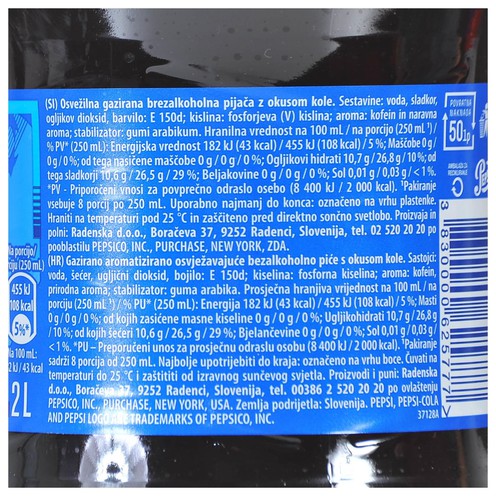 (SI) Osvežilna gazirana brezalkoholna pijača z okusom kole. Sestavine: voda, sladkor,
ogljikov dioksid, barvilo: E 150d; kislina: fosforjeva (V) kislina; aroma: kofein in naravna
aroma; stabilizator: gumi arabikum. Hranilna vrednost na 100 mL / na porcijo (250 mL ¹/
% PV* (250 mL): Energijska vrednost 182 kJ (43 kcal) / 455 kJ (108 kcal) / 5 %; Maščobe 0 g /
0 g / 0 %; od tega nasičene maščobe 0 g / 0 g / 0 %; Ogljikovi hidrati 10,7 g / 26,8 g / 10 %; od
tega sladkorji 10,6 g / 26,5 g / 29 %; Beljakovine 0 g / 0 g / 0 %; Sol 0,01 g / 0,03 g / < 1 %.
*PV - Priporočeni vnos za povprečno odraslo osebo (8 400 kJ / 2 000 kcal). ¹Pakiranje
vsebuje 8 porcij po 250 mL. Uporabno najmanj do konca: označeno na vrhu plastenke.
Hraniti na temperaturi pod 25 °C in zaščiteno pred direktno sončno svetlobo. Proizvaja in
polni: Radenska d.o.o., Boračeva 37, 9252 Radenci, Slovenija, tel. 02 520 20 20 po
pooblastilu PEPSICO, INC., PURCHASE, NEW YORK, ZDA.
(HR) Gazirano aromatizirano osvježavajuće bezalkoholno piće s okusom kole. Sastojci:
voda, šećer, ugljični dioksid, bojilo: E 150d; kiselina: fosforna kiselina; aroma: kofein,
prirodna aroma; stabilizator: guma arabika. Prosječna hranjiva vrijednost na 100 mL / na
porciju (250 mL) ¹/ % PU* (250 mL): Energija 182 kJ (43 kcal) / 455 kJ (108 kcal) / 5 %; Masti
0 g / 0 g / 0 %; od kojih zasićene masne kiseline 0 g / 0 g / 0 %; Ugljikohidrati 10,7 g / 26,8 g
/ 10 %; od kojih šećeri 10,6 g / 26,5 g / 29 %; Bjelančevine 0 g / 0 g / 0 %; Sol 0,01 g / 0,03 g /
< 1 %. *PU – Preporučeni unos za prosječnu odraslu osobu (8 400 kJ / 2 000 kcal). ¹Pakiranje
sadrži 8 porcija od 250 mL. Najbolje upotrijebiti do kraja: označeno na vrhu boce. Čuvati na
temperaturi do 25 °C i zaštititi od izravnog sunčevog svjetla. Proizvodi i puni: Radenska
d.o.o., Boračeva 37, 9252 Radenci, Slovenija, tel. 00386 2 520 20 20 po ovlaštenju
PEPSICO, INC., PURCHASE, NEW YORK, USA. Zemlja podrijetla: Slovenija. PEPSI, PEPSI-COLA
AND PEPSI LOGO ARE TRADEMARKS OF PEPSICO, INC.
37128A
POVRATNA
NAKNADA
50 lp
3 830000 625777
porcijo/
(250 mL)
455 kJ
108 kcal
5%*
Na 100 mL:
kJ/43 kcal
2L